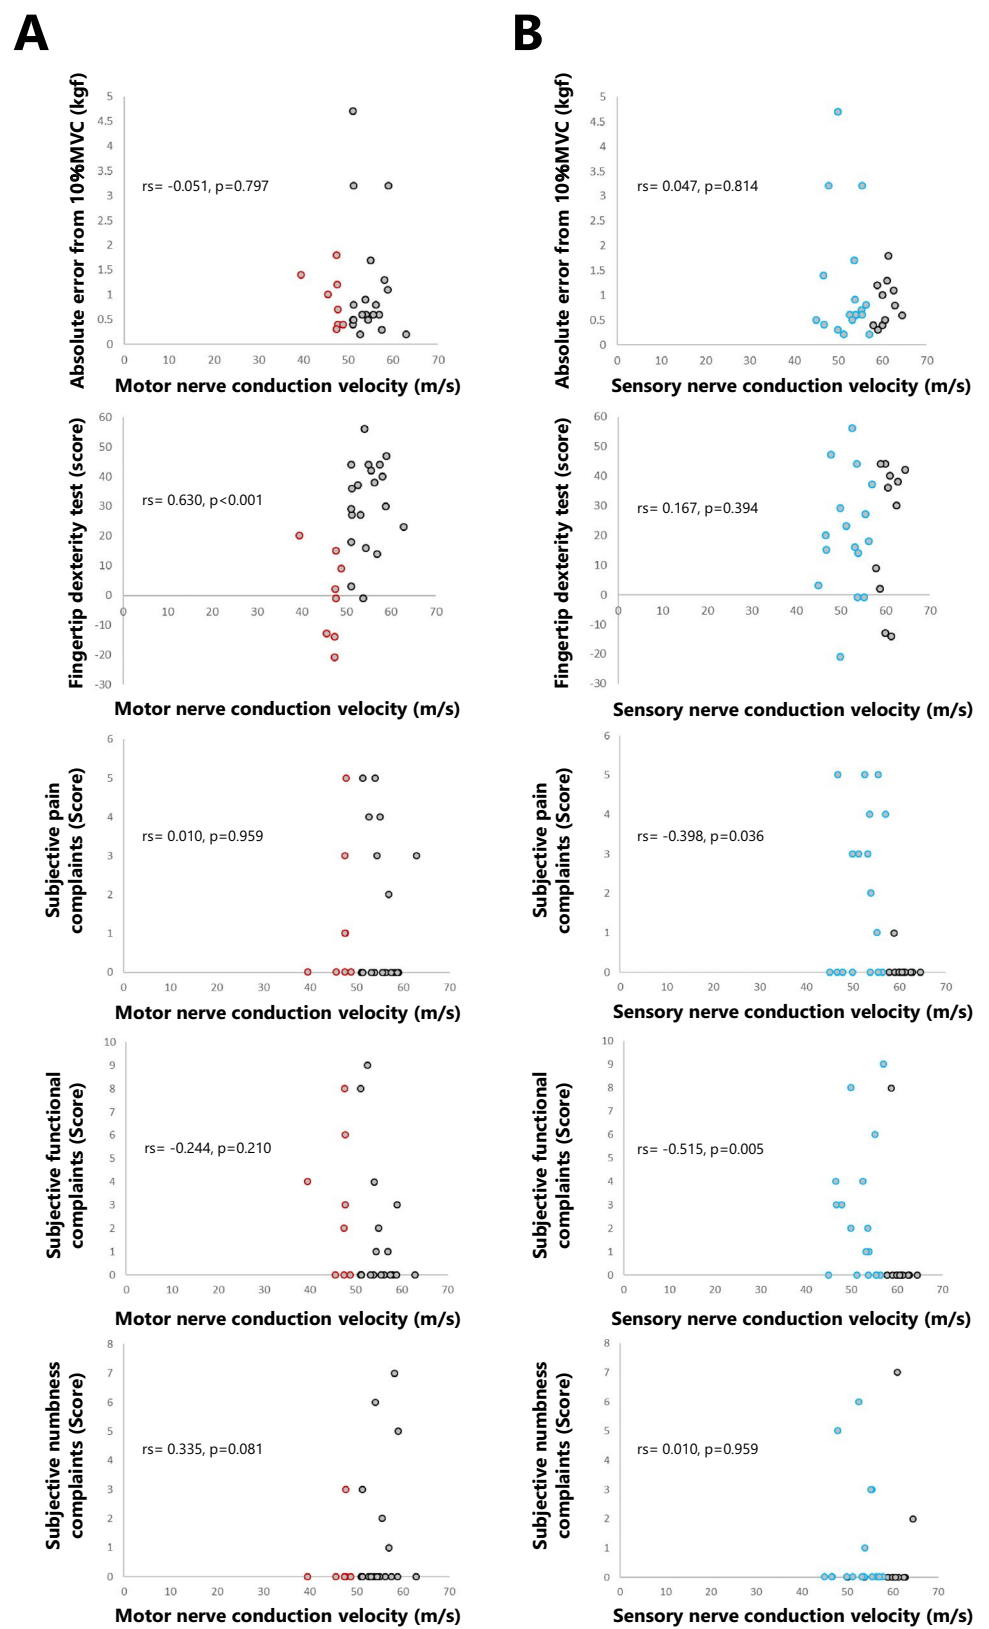 A
B
Absolute error from 10%MVC (kgf)
5
4.5
4
3.5
3
2.5
2
1.5
1
0.5
0
rs= -0.051, p=0.797
0 10 20 30 40 50 60 70
Motor nerve conduction velocity (m/s)
Absolute error from 10%MVC (kgf)
5
4.5
4
3.5
3
2.5
2
1.5
1
0.5
0
rs= 0.047, p=0.814
0 10 20 30 40 50 60 70
Sensory nerve conduction velocity (m/s)
Fingertip dexterity test (score)
60
50
40
30
20
10
0
-10
-20
-30
rs= 0.630, p<0.001
0 10 20 30 40 50 60 70
Motor nerve conduction velocity (m/s)
Fingertip dexterity test (score)
60
50
40
30
20
10
0
-10
-20
-30
rs= 0.167, p=0.394
0 10 20 30 40 50 60 70
Sensory nerve conduction velocity (m/s)
Subjective pain
complaints (Score)
6
5
4
3
2
1
0
rs= 0.010, p=0.959
0 10 20 30 40 50 60 70
Motor nerve conduction velocity (m/s)
Subjective pain
complaints (Score)
6
5
4
3
2
1
0
rs= -0.398, p=0.036
0 10 20 30 40 50 60 70
Sensory nerve conduction velocity (m/s)
Subjective functional
complaints (Score)
10
9
8
7
6
5
4
3
2
1
0
rs= -0.244, p=0.210
0 10 20 30 40 50 60 70
Motor nerve conduction velocity (m/s)
Subjective functional
complaints (Score)
10
9
8
7
6
5
4
3
2
1
0
rs= -0.515, p=0.005
0 10 20 30 40 50 60 70
Sensory nerve conduction velocity (m/s)
Subjective numbness
complaints (Score)
8
7
6
5
4
3
2
1
0
rs= 0.335, p=0.081
0 10 20 30 40 50 60 70
Motor nerve conduction velocity (m/s)
Subjective numbness
complaints (Score)
8
7
6
5
4
3
2
1
0
rs= 0.010, p=0.959
0 10 20 30 40 50 60 70
Sensory nerve conduction velocity (m/s)